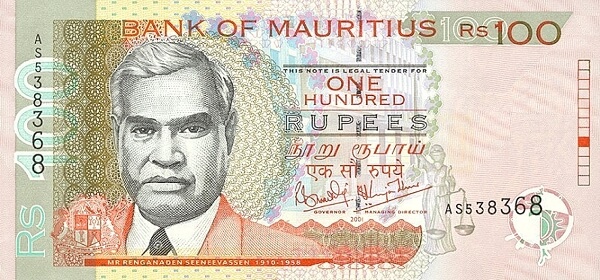 BANK OF MAURITIUS Rs 100
100
AS538368
Rs 100
THIS NOTE IS LEGAL TENDER FOR
ONE
HUNDRED
RUPEES
நூறு ரூபாய்
एक सौ रुपये
GOVERNOR MANAGING DIRECTOR
2001
AS538368
MR RENGANADEN SEENEEVASSEN 1910-1958